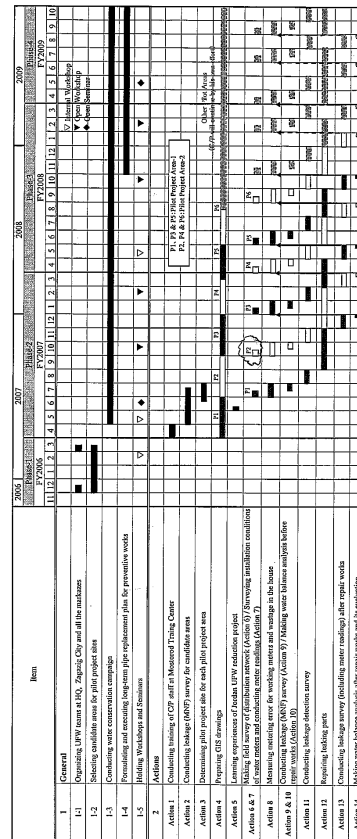 Item
2006 2007 2008 2009
Phase-1 Phase-2 Phase-3 Phase-4
FY2006 FY2007 FY2008 FY2009
11 12 1 2 3 4 5 6 7 8 9 10 11 12 1 2 3 4 5 6 7 8 9 10 11 12 1 2 3 4 5 6 7 8 9 10
1 General
▽ Internal Workshop
▼ Open Workshop
◆ Open Seminar
1-1 Organizing UFW teams at HQ, Zagazig City and all the markazes
1-2 Selecting candidate areas for pilot project sites
1-3 Conducting water conservation campaign
1-4 Formulating and executing long-term pipe replacement plan for preventive works
1-5 Holding Workshops and Seminars
2 Actions
P1, P3 & P5: Pilot Project Area-1
P2, P4 & P6: Pilot Project Area-2
Action 1 Conducting training of C/P staff at Mostorod Traing Center
Action 2 Conducting leakage (MNF) survey for candidate areas
Action 3 Determining pilot project sites for each pilot project area
Other Areas
Action 4 Preparing GIS drawings
P1 P2 P3 P4 P5 P6
Action 5 Learning experiences of Jordan UFW reduction project
Action 6 & 7 Making field survey of distribution network (Action 6) / Surveying installation conditions
of water meters and conduct meter readings (Action 7)
P1 P2 P3 P4 P5 P6
Action 8 Measuring metering error for working meters and wastage in the house
Action 9 & 10 Conducting leakage (MNF) survey (Action 9) / Making water balance analysis before
repair works (Action 10)
Action 11 Conducting leakage detection survey
Action 12 Repairing leaking parts
Action 13 Conducting leakage survey (including meter readings) after repair works